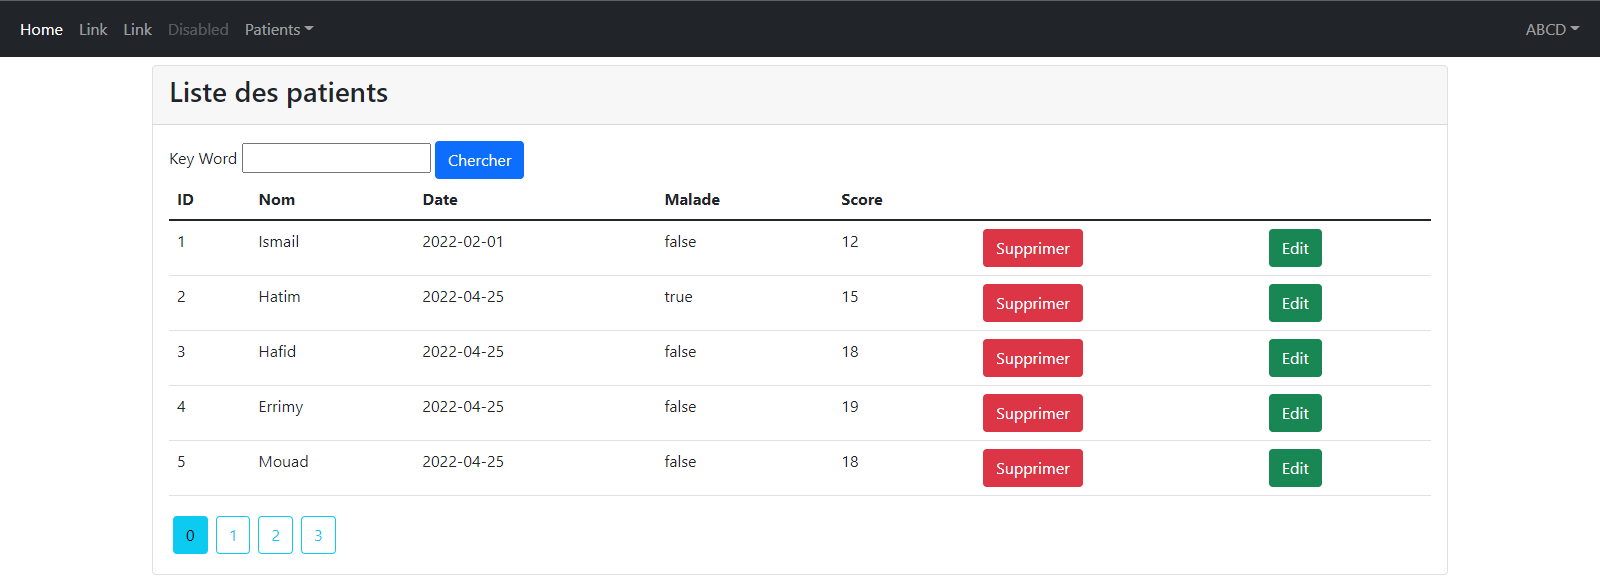 Home Link Link Disabled Patients ABCD
Liste des patients
Key Word Chercher
ID Nom Date Malade Score
1 Ismail 2022-02-01 false 12 Supprimer Edit
2 Hatim 2022-04-25 true 15 Supprimer Edit
3 Hafid 2022-04-25 false 18 Supprimer Edit
4 Errimy 2022-04-25 false 19 Supprimer Edit
5 Mouad 2022-04-25 false 18 Supprimer Edit
0 1 2 3